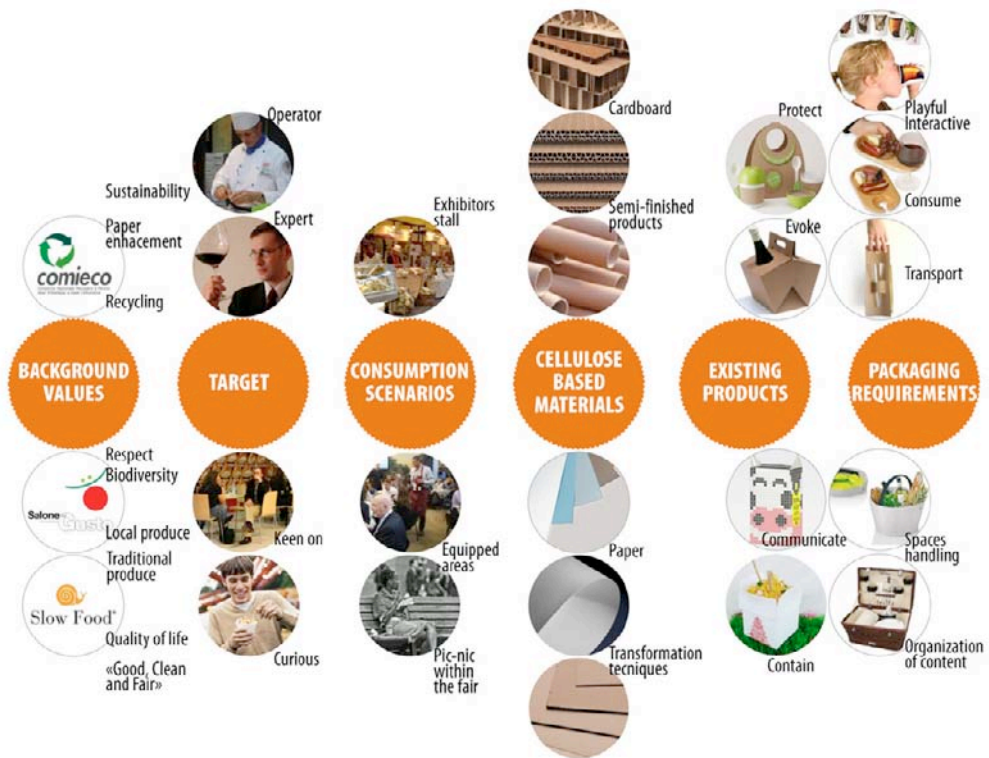 Cardboard
Operator
Protect
Playful
Interactive
Sustainability
Paper
enhacement
comieco
Recycling
Expert
Exhibitors
stall
Semi-finished
products
Evoke
Consume
Transport
BACKGROUND
VALUES
TARGET
CONSUMPTION
SCENARIOS
CELLULOSE
BASED
MATERIALS
EXISTING
PRODUCTS
PACKAGING
REQUIREMENTS
Respect
Biodiversity
Salone
Gusto
Local produce
Traditional
produce
Slow Food®
Quality of life
«Good, Clean
and Fair»
Keen on
Curious
Equipped
areas
Pic-nic
within
the fair
Paper
Transformation
tecniques
Communicate
Contain
Spaces
handling
Organization
of content